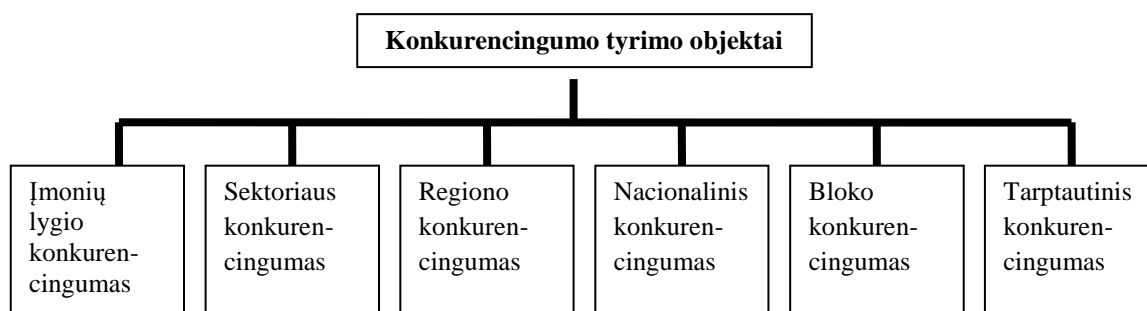 Konkurencingumo tyrimo objektai
Įmonių
lygio
konkuren-
cingumas
Sektoriaus
konkuren-
cingumas
Regiono
konkuren-
cingumas
Nacionalinis
konkuren-
cingumas
Bloko
konkuren-
cingumas
Tarptautinis
konkuren-
cingumas